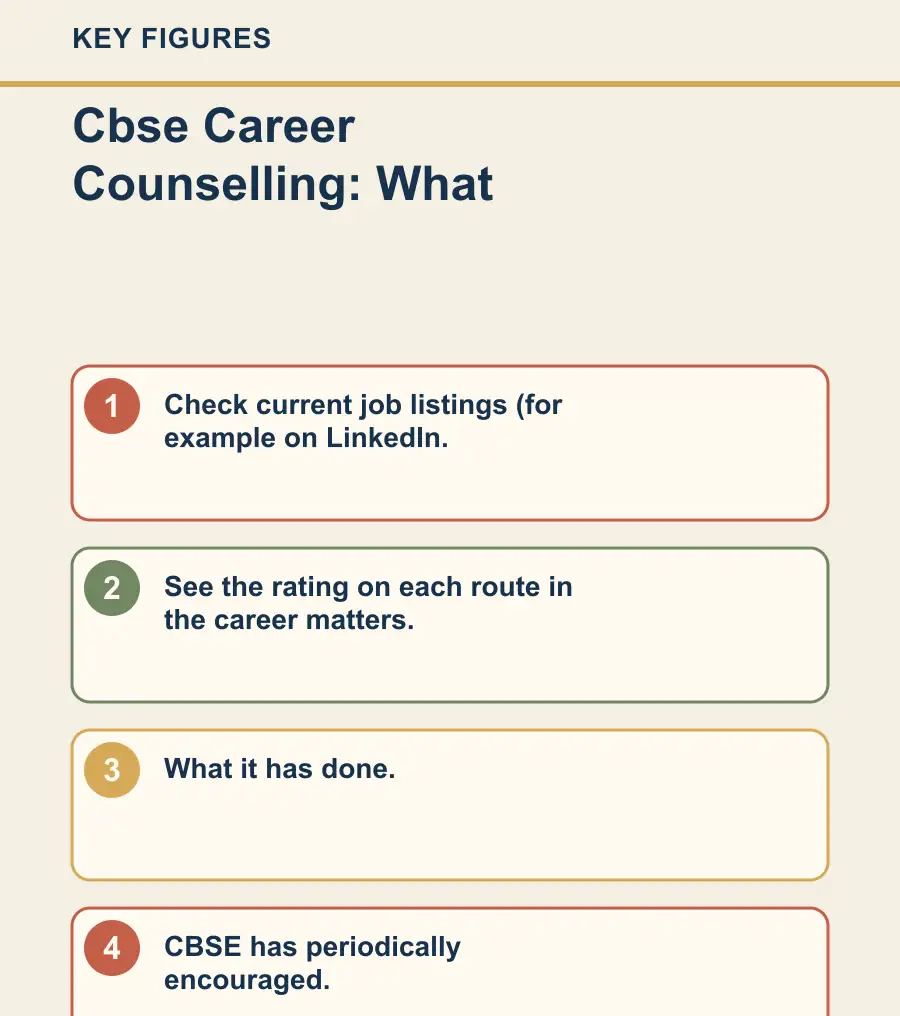 KEY FIGURES
Cbse Career
Counselling: What
1
Check current job listings (for
example on LinkedIn.
2
See the rating on each route in
the career matters.
3
What it has done.
4
CBSE has periodically
encouraged.